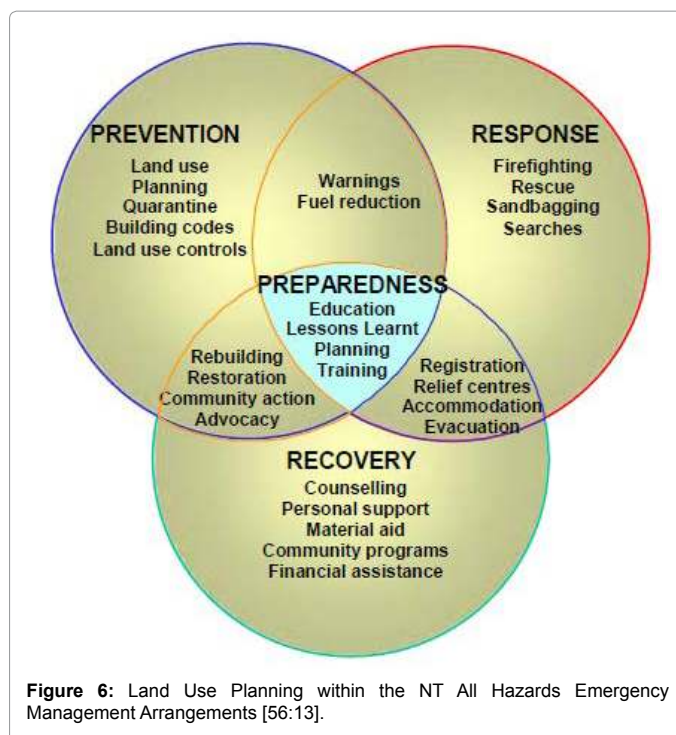 PREVENTION
Land use
Planning
Quarantine
Building codes
Land use controls
Warnings
Fuel reduction
RESPONSE
Firefighting
Rescue
Sandbagging
Searches
PREPAREDNESS
Education
Lessons Learnt
Planning
Training
Rebuilding
Restoration
Community action
Advocacy
Registration
Relief centres
Accommodation
Evacuation
RECOVERY
Counselling
Personal support
Material aid
Community programs
Financial assistance
Figure 6: Land Use Planning within the NT All Hazards Emergency
Management Arrangements [56:13].